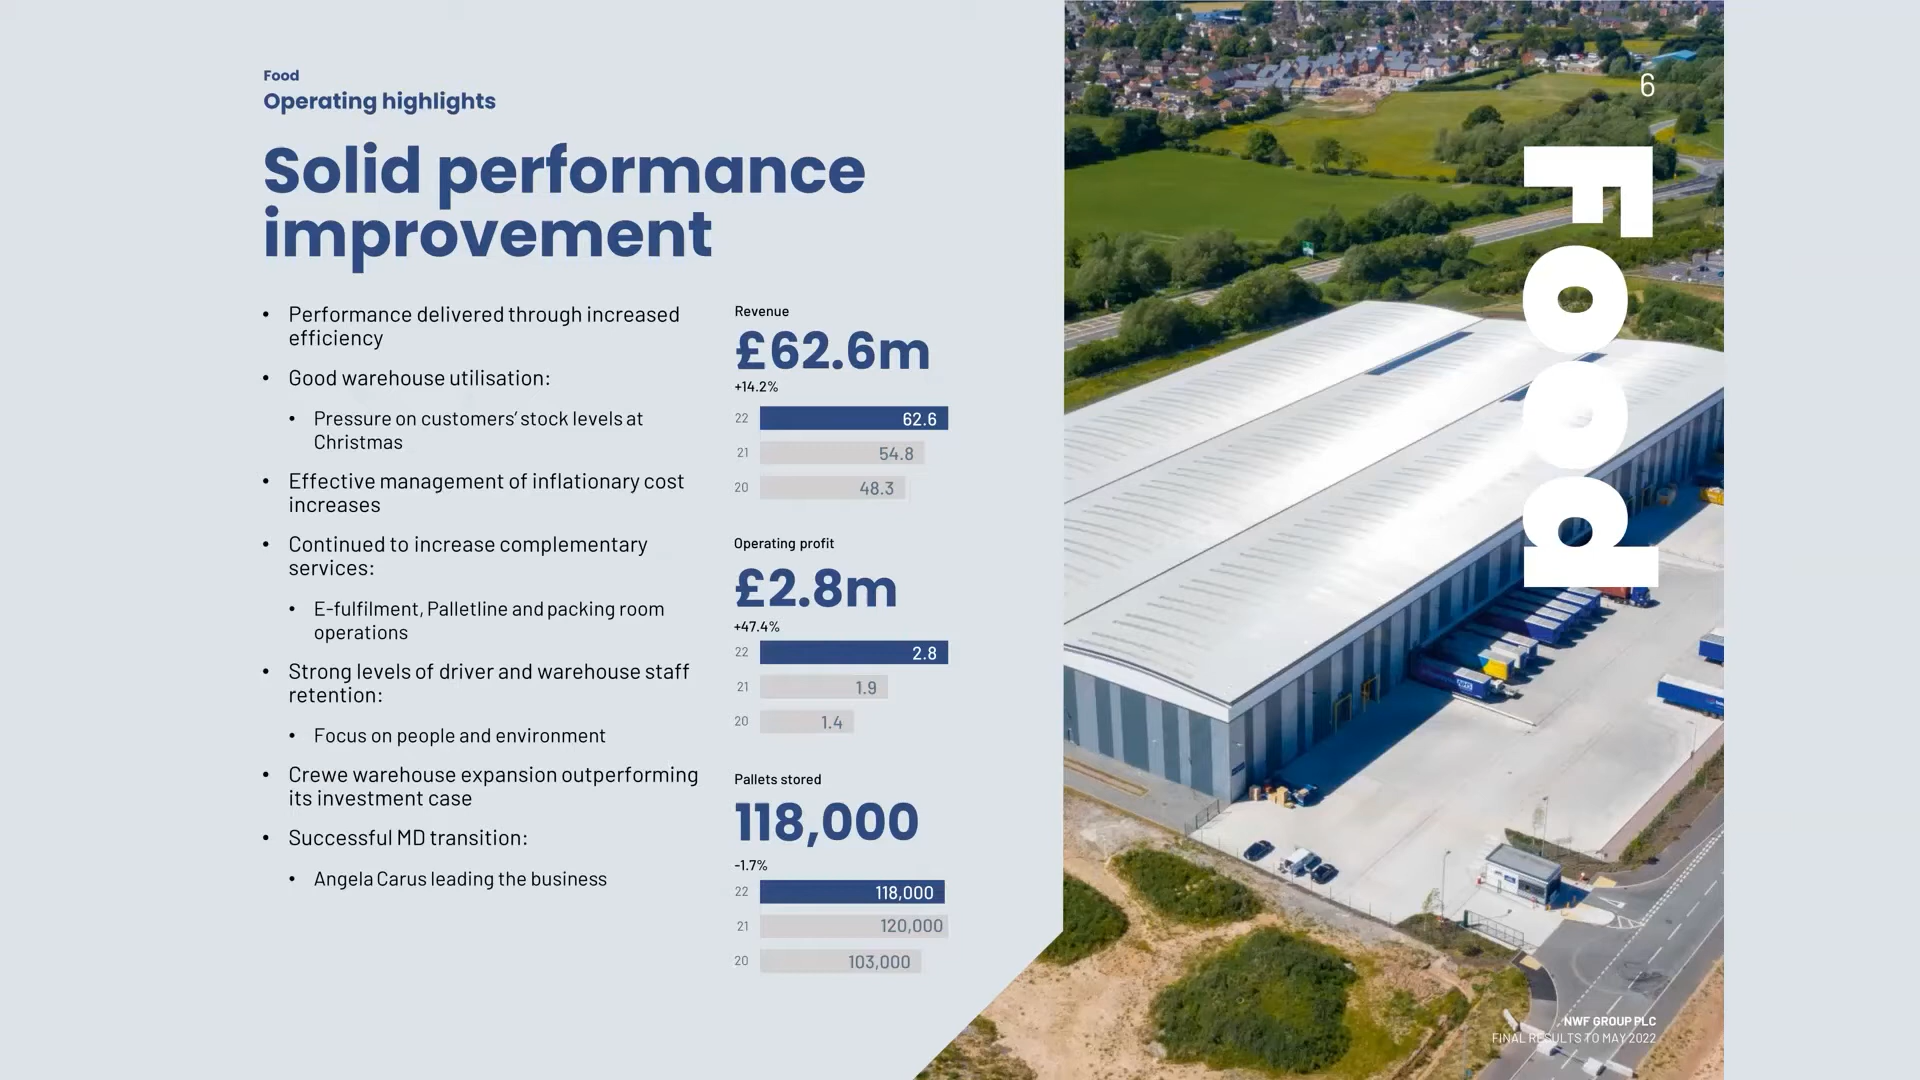 Food
Operating highlights
Solid performance
improvement
• Performance delivered through increased
efficiency
• Good warehouse utilisation:
• Pressure on customers' stock levels at
Christmas
• Effective management of inflationary cost
increases
• Continued to increase complementary
services:
• E-fulfilment, Palletline and packing room
operations
• Strong levels of driver and warehouse staff
retention:
• Focus on people and environment
• Crewe warehouse expansion outperforming
its investment case
• Successful MD transition:
• Angela Carus leading the business
Revenue
£62.6m
+14.2%
22 62.6
21 54.8
20 48.3
Operating profit
£2.8m
+47.4%
22 2.8
21 1.9
20 1.4
Pallets stored
118,000
-1.7%
22 118,000
21 120,000
20 103,000
6
Food
NWF GROUP PLC
FINAL RESULTS TO MAY 2022